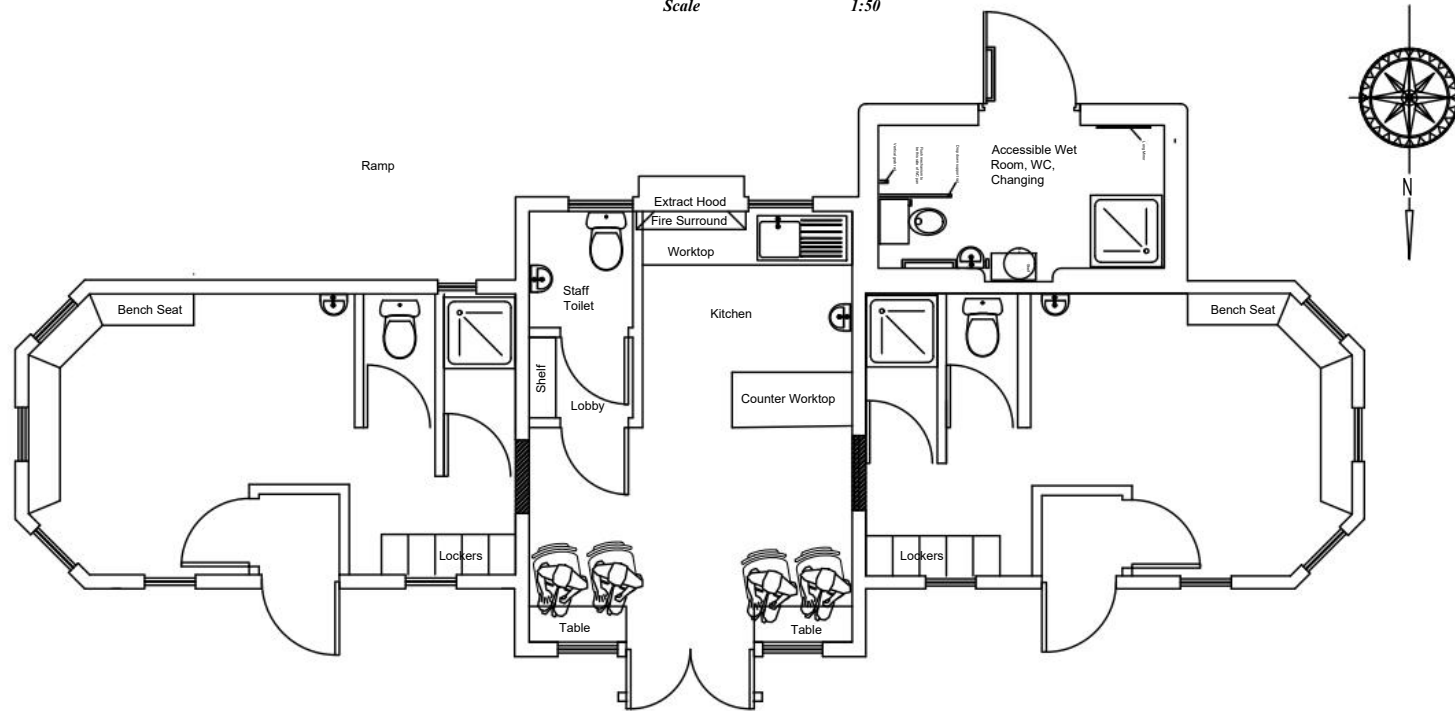 Scale 1:50
Ramp
Accessible Wet
Room, WC,
Changing
N
Extract Hood
Fire Surround
Worktop
Staff
Toilet
Kitchen
Bench Seat
Bench Seat
Shelf
Lobby
Counter Worktop
Lockers
Lockers
Table
Table